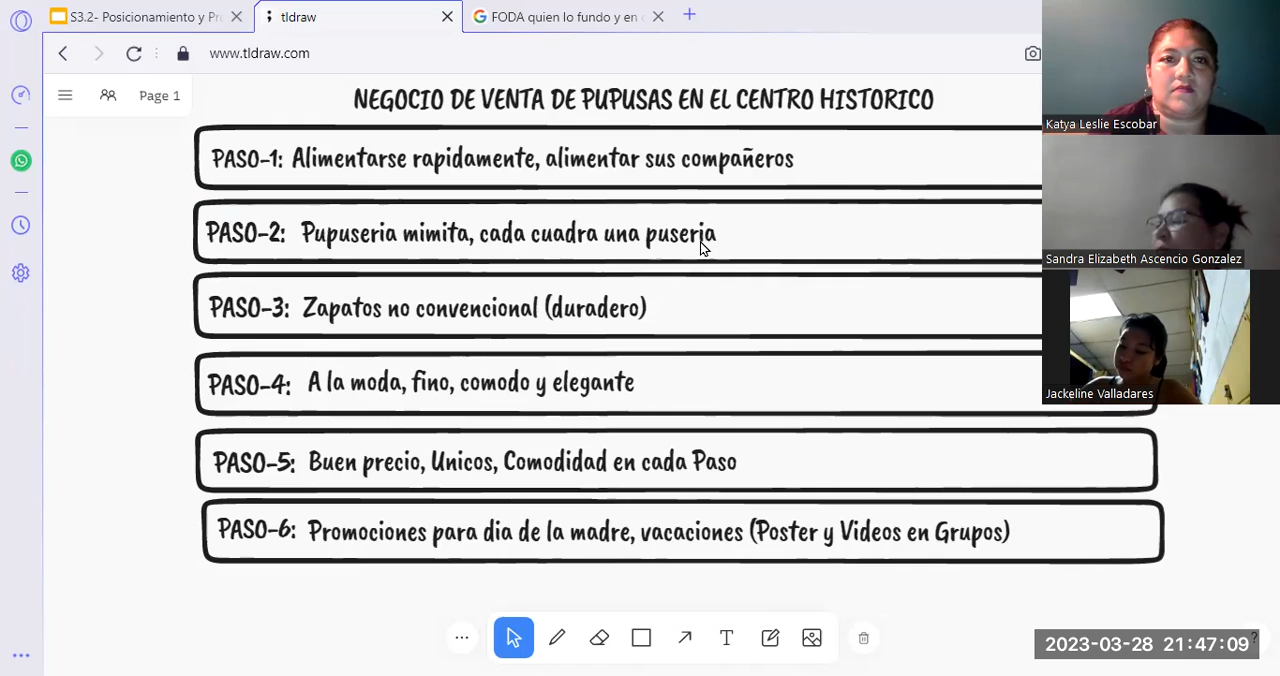 S3.2- Posicionamiento y Pr
tldraw
FODA quien lo fundo y en
www.tldraw.com
Page 1
NEGOCIO DE VENTA DE PUPUSAS EN EL CENTRO HISTORICO
PASO-1: Alimentarse rapidamente, alimentar sus compañeros
PASO-2: Pupuseria mimita, cada cuadra una puseria
PASO-3: Zapatos no convencional (duradero)
PASO-4: A la moda, fino, comodo y elegante
PASO-5: Buen precio, Unicos, Comodidad en cada Paso
PASO-6: Promociones para dia de la madre, vacaciones (Poster y Videos en Grupos)
Katya Leslie Escobar
Sandra Elizabeth Ascencio Gonzalez
Jackeline Valladares
2023-03-28 21:47:09